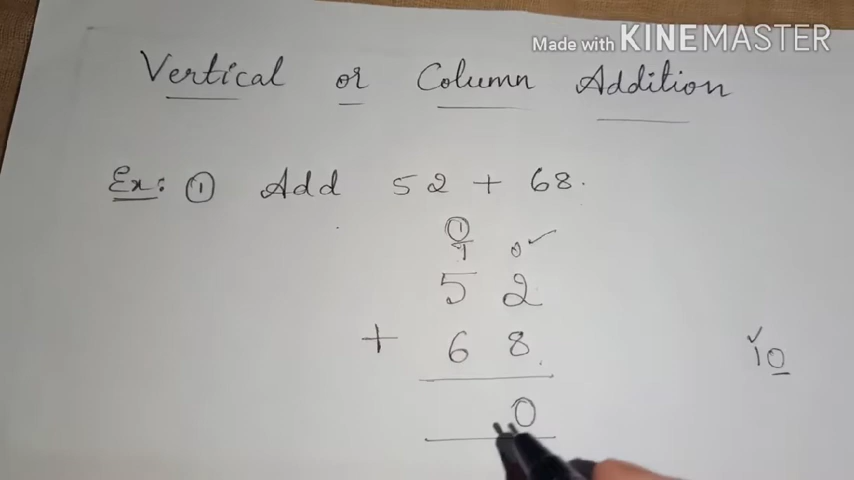 Made with KINEMASTER
Vertical or Column Addition
Ex: ① Add 52 + 68.
①
T 0 ✓
5 2
+ 6 8
✓
10
0